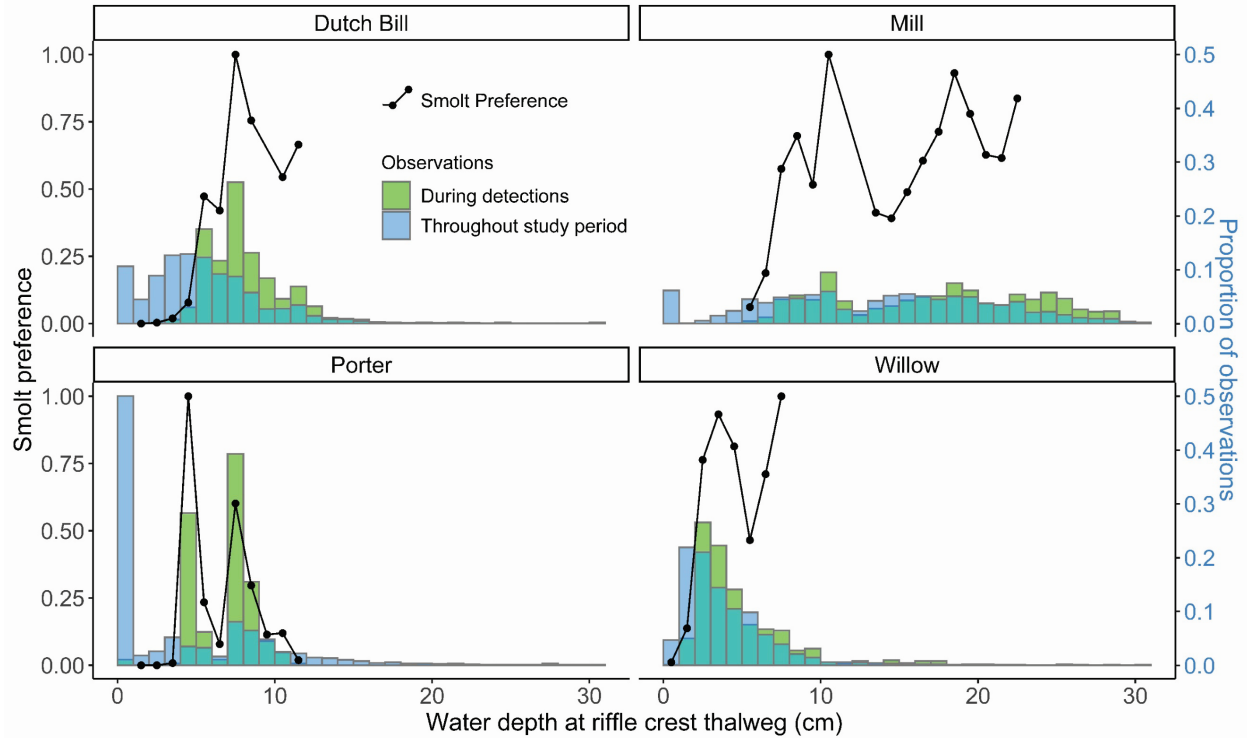 Dutch Bill
Mill
1.00
0.75
0.50
0.25
0.00
Smolt Preference
Observations
During detections
Throughout study period
0.5
0.4
0.3
0.2
0.1
0.0
Porter
Willow
1.00
0.75
0.50
0.25
0.00
0.5
0.4
0.3
0.2
0.1
0.0
0
10
20
30
0
10
20
30
Smolt preference
Proportion of observations
Water depth at riffle crest thalweg (cm)